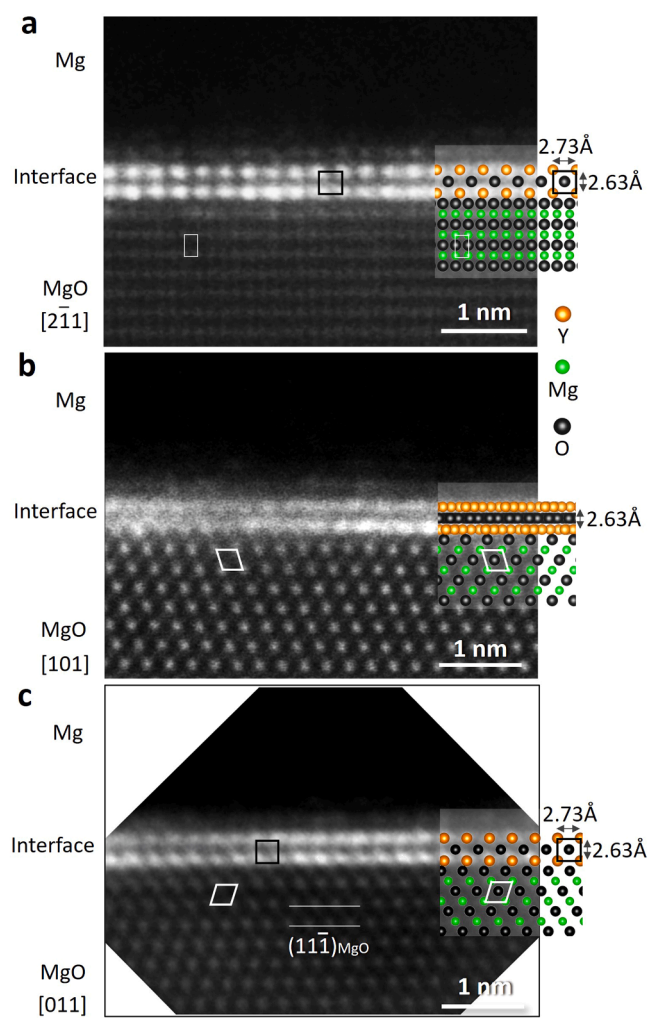 a
Mg
Interface
MgO
[2̄11]
2.73Å
2.63Å
1 nm
Y
Mg
O
b
Mg
Interface
MgO
[101]
2.63Å
1 nm
c
Mg
Interface
MgO
[011]
2.73Å
2.63Å
(111̄)MgO
1 nm